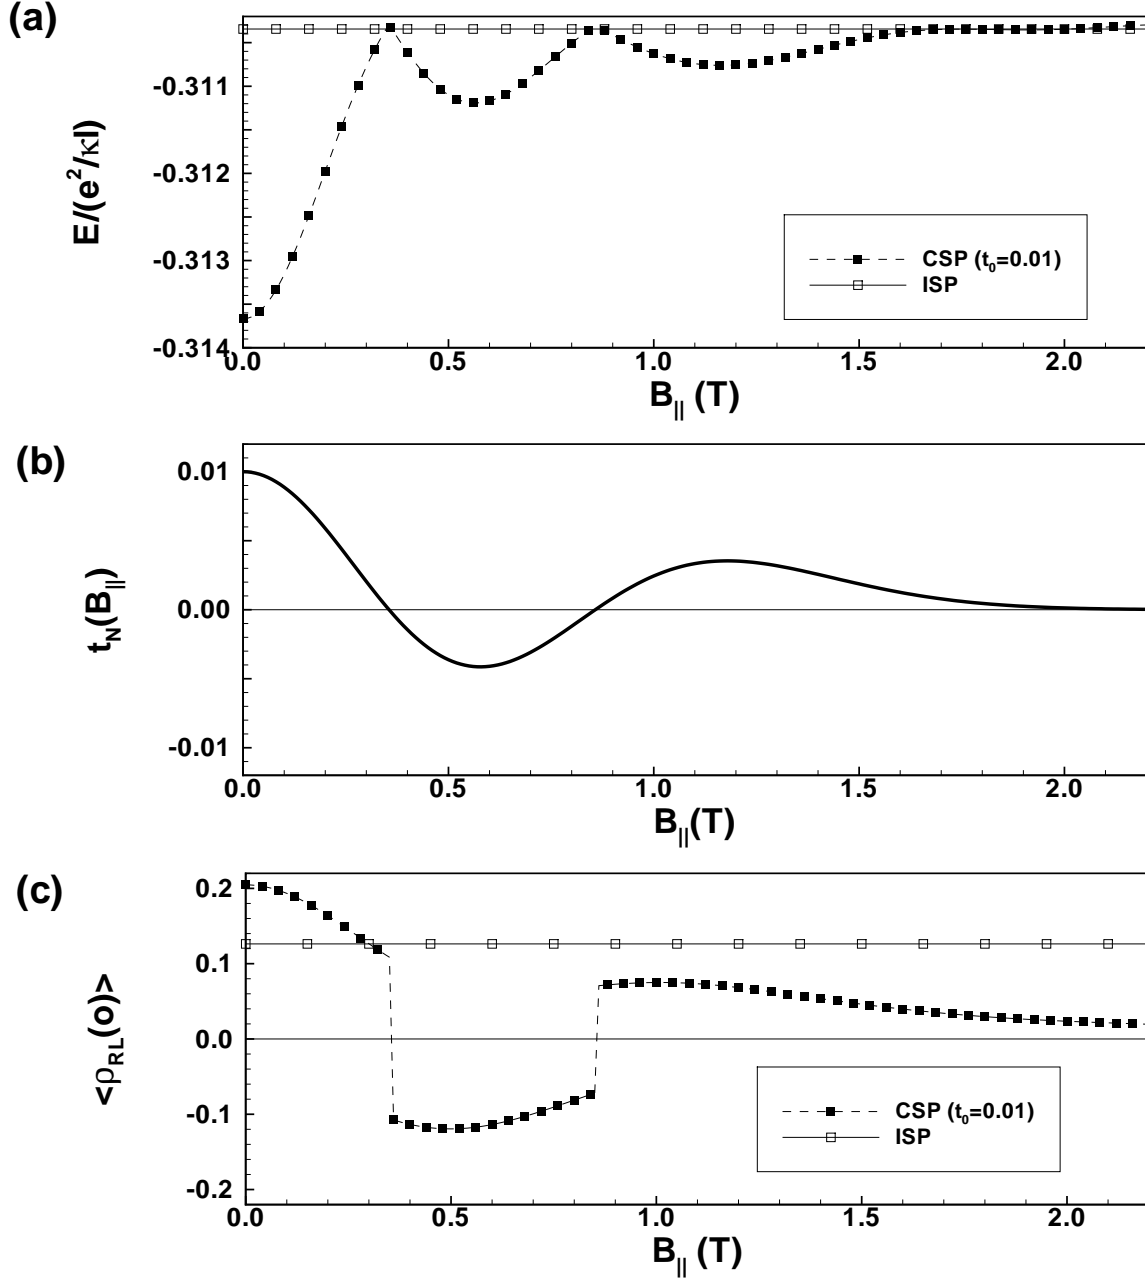 (a)
E/(e²/κl)
-0.311
-0.312
-0.313
-0.314
CSP (t₀=0.01)
ISP
0.0 0.5 1.0 1.5 2.0
B|| (T)
(b)
t_N(B||)
0.01
0.00
-0.01
0.0 0.5 1.0 1.5 2.0
B||(T)
(c)
<ρ_RL(o)>
0.2
0.1
0.0
-0.1
-0.2
CSP (t₀=0.01)
ISP
0.0 0.5 1.0 1.5 2.0
B|| (T)